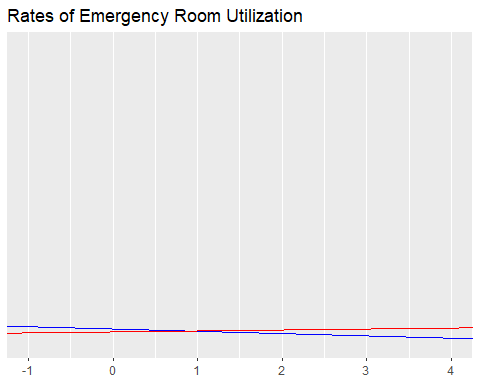 Rates of Emergency Room Utilization
-1 0 1 2 3 4